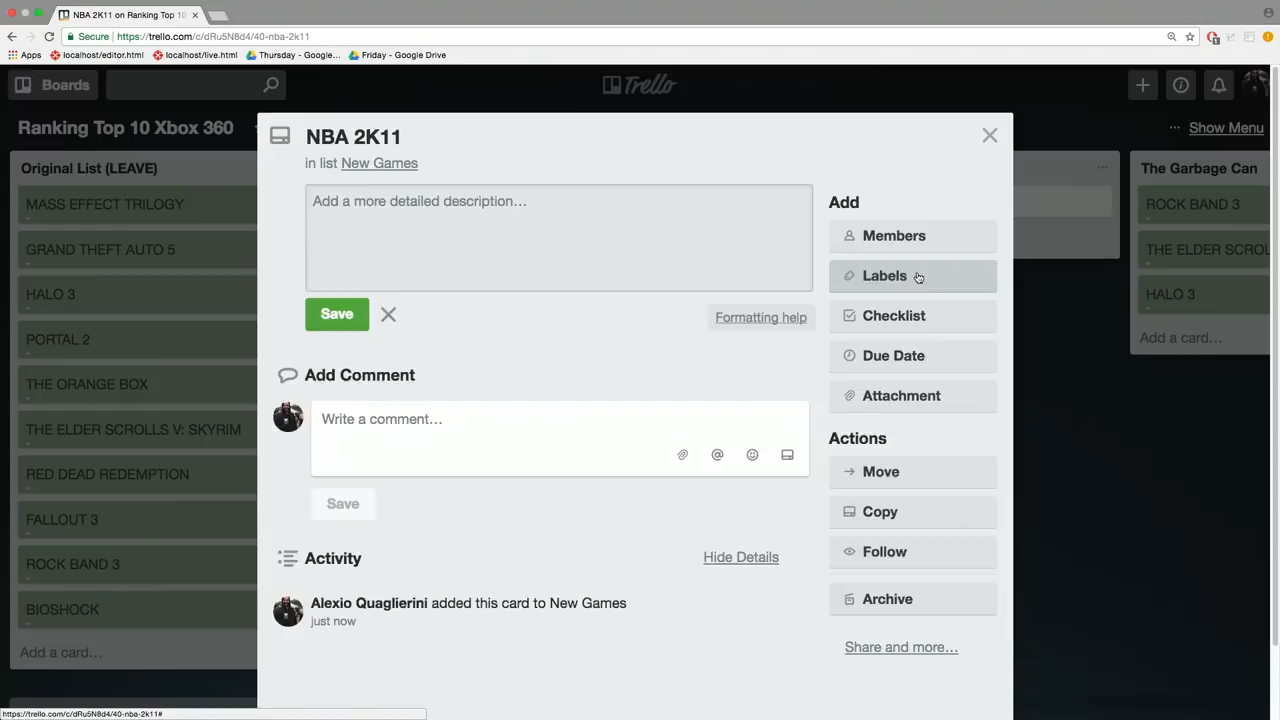 NBA 2K11 on Ranking Top 10
Secure https://trello.com/c/dRu5N8d4/40-nba-2k11
Apps localhost/editor.html localhost/live.html Thursday - Google... Friday - Google Drive
Boards
Trello
Ranking Top 10 Xbox 360
... Show Menu
Original List (LEAVE)
MASS EFFECT TRILOGY
GRAND THEFT AUTO 5
HALO 3
PORTAL 2
THE ORANGE BOX
THE ELDER SCROLLS V: SKYRIM
RED DEAD REDEMPTION
FALLOUT 3
ROCK BAND 3
BIOSHOCK
Add a card...
NBA 2K11
in list New Games
Add a more detailed description...
Save
Formatting help
Add Comment
Write a comment...
@
Save
Activity
Hide Details
Alexio Quaglierini added this card to New Games
just now
Add
Members
Labels
Checklist
Due Date
Attachment
Actions
Move
Copy
Follow
Archive
Share and more...
The Garbage Can
ROCK BAND 3
THE ELDER SCROL
HALO 3
Add a card...
https://trello.com/c/dRu5N8d4/40-nba-2k11#